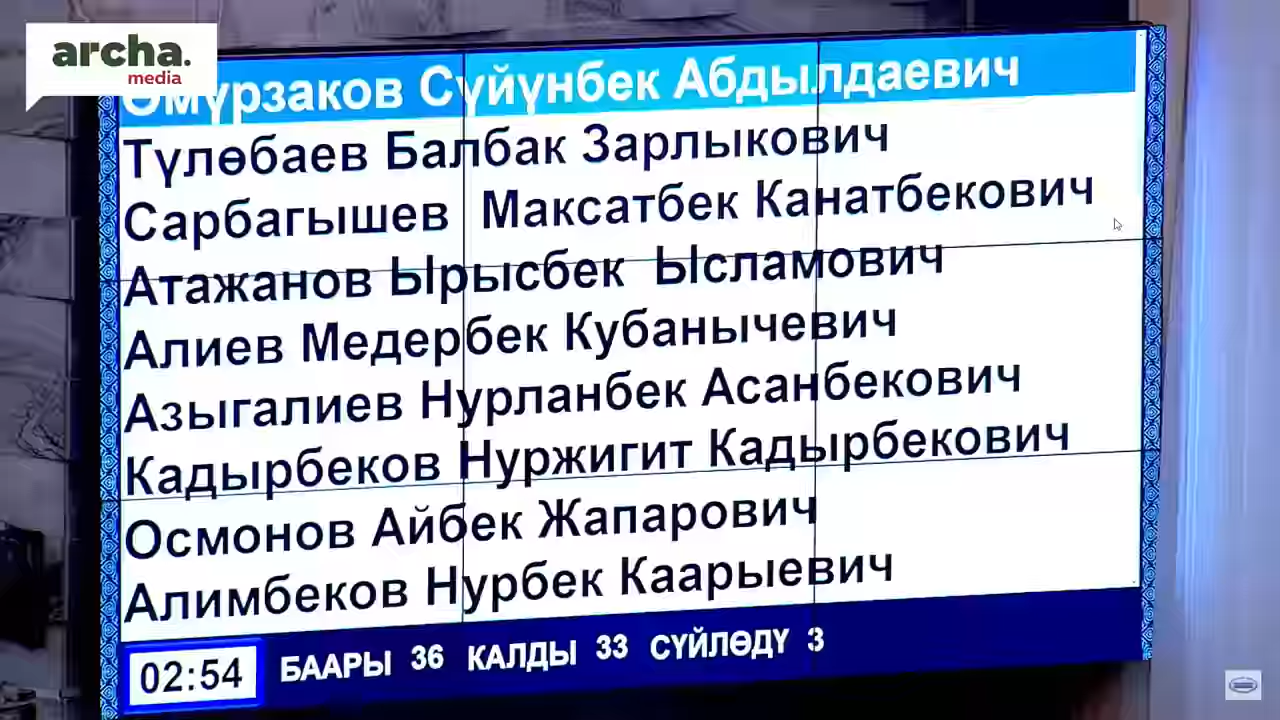 archa.
media
Өмүрзаков Сүйүнбек Абдылдаевич
Түлөбаев Балбак Зарлыкович
Сарбагышев Максатбек Канатбекович
Атажанов Ырысбек Ысламович
Алиев Медербек Кубанычевич
Азыгалиев Нурланбек Асанбекович
Кадырбеков Нуржигит Кадырбекович
Осмонов Айбек Жапарович
Алимбеков Нурбек Каарыевич
02:54 БААРЫ 36 КАЛДЫ 33 СҮЙЛӨДҮ 3